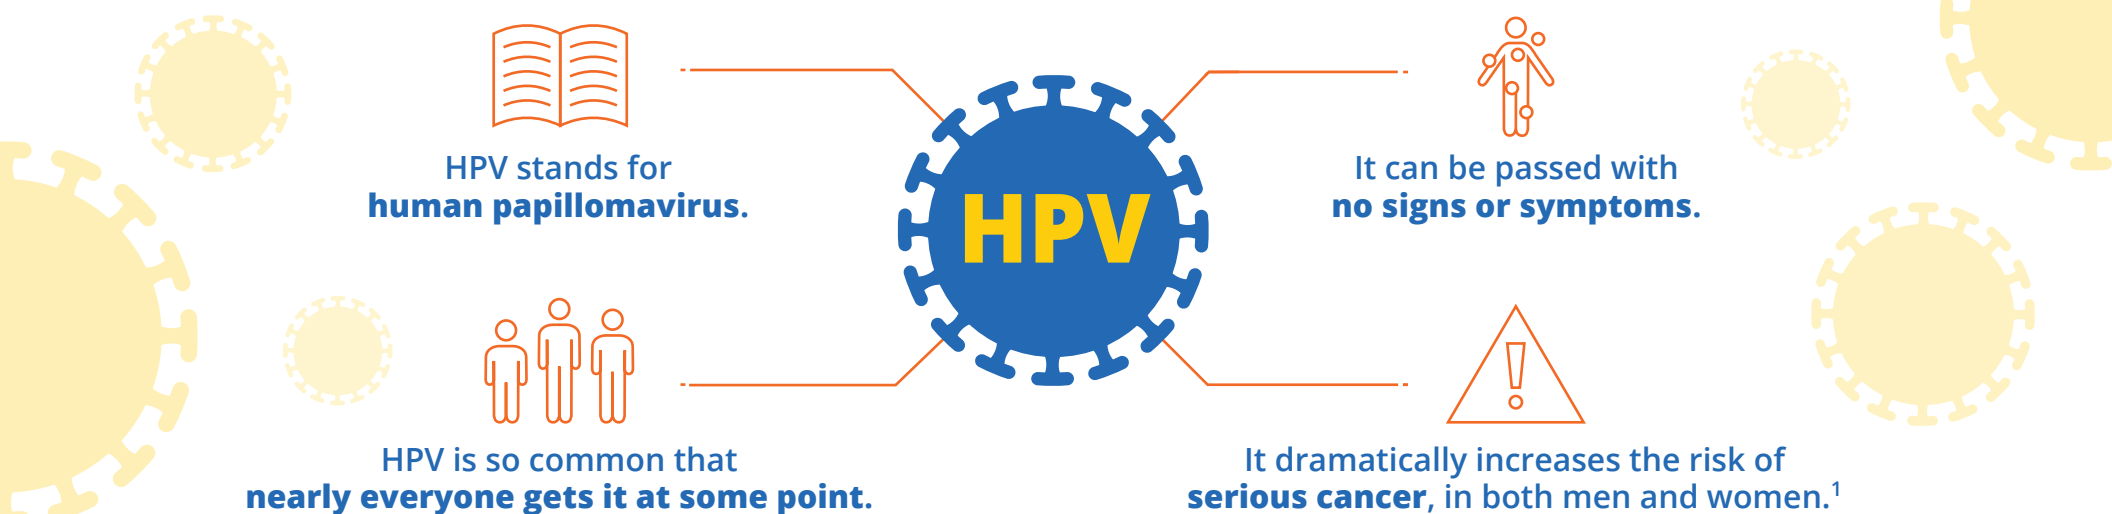 HPV stands for
human papillomavirus.
It can be passed with
no signs or symptoms.
HPV
HPV is so common that
nearly everyone gets it at some point.
It dramatically increases the risk of
serious cancer, in both men and women.¹